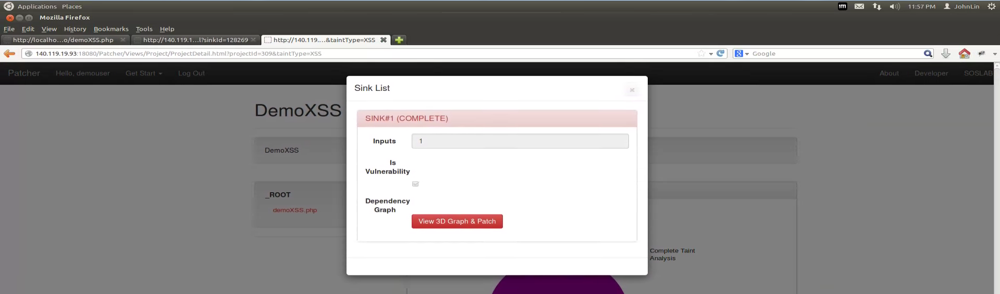 Applications Places 11:57 PM JohnLin
Mozilla Firefox
File Edit View History Bookmarks Tools Help
http://localho...o/demoXSS.php http://140.119.1...l?sinkId=128269 http://140.119....&taintType=XSS
140.119.19.93:18080/Patcher/Views/Project/ProjectDetail.html?projectId=309&taintType=XSS Google
Patcher Hello, demouser Get Start Log Out About Developer SOSLAB
Sink List
DemoXSS
SINK#1 (COMPLETE)
Inputs 1
DemoXSS
Is
Vulnerability
_ROOT
Dependency
Graph
demoXSS.php
View 3D Graph & Patch
Complete Taint
Analysis